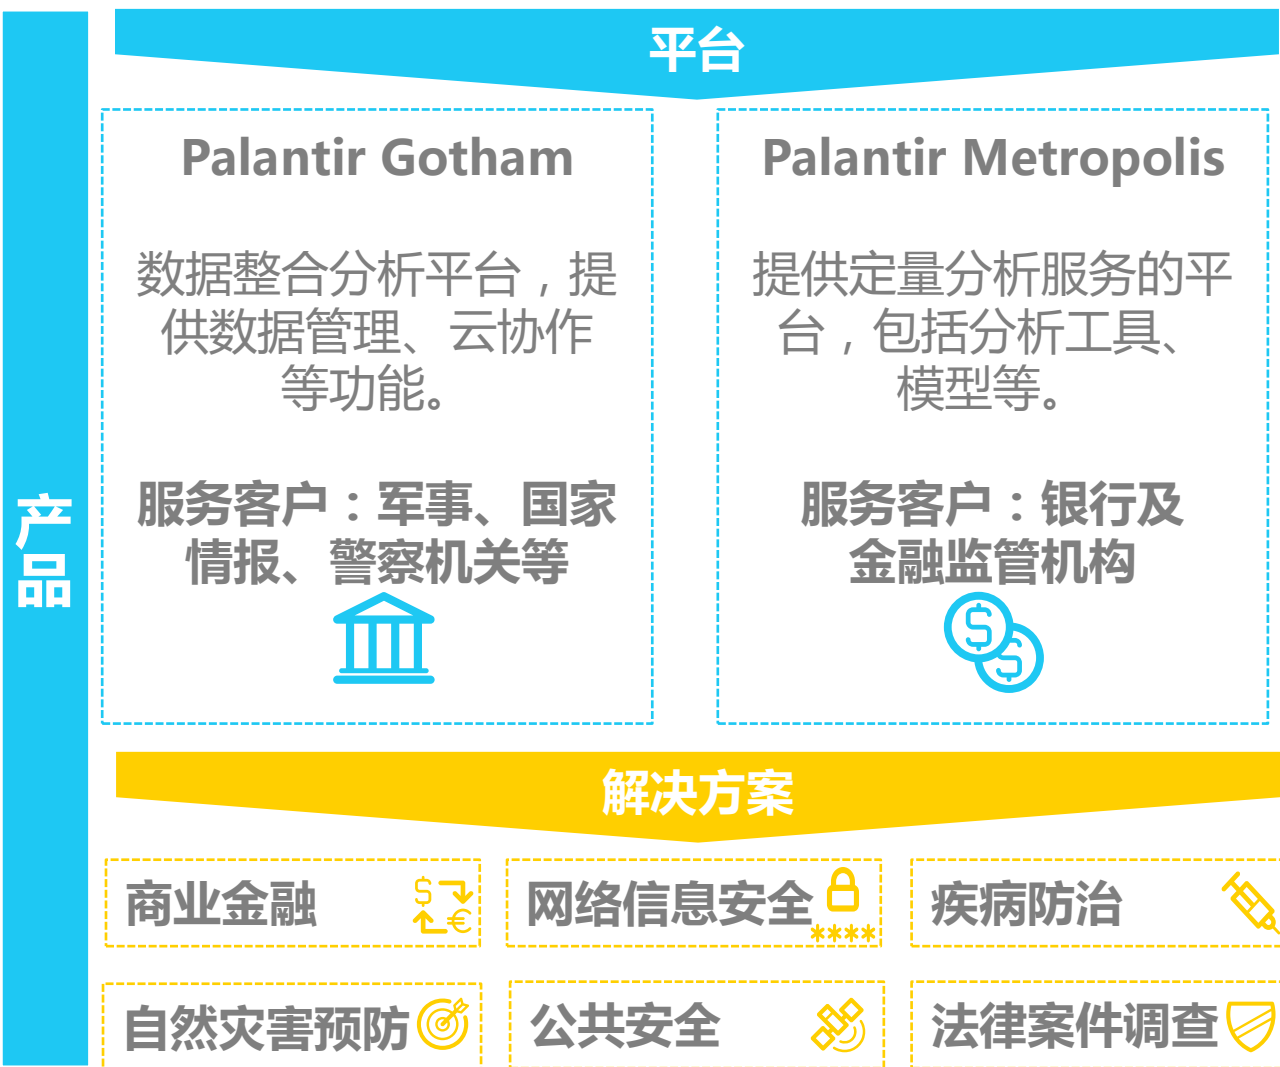 平台
Palantir Gotham
数据整合分析平台，提
供数据管理、云协作
等功能。
服务客户：军事、国家
情报、警察机关等
Palantir Metropolis
提供定量分析服务的平
台，包括分析工具、
模型等。
服务客户：银行及
金融监管机构
产
品
解决方案
商业金融
网络信息安全
疾病防治
自然灾害预防
公共安全
法律案件调查